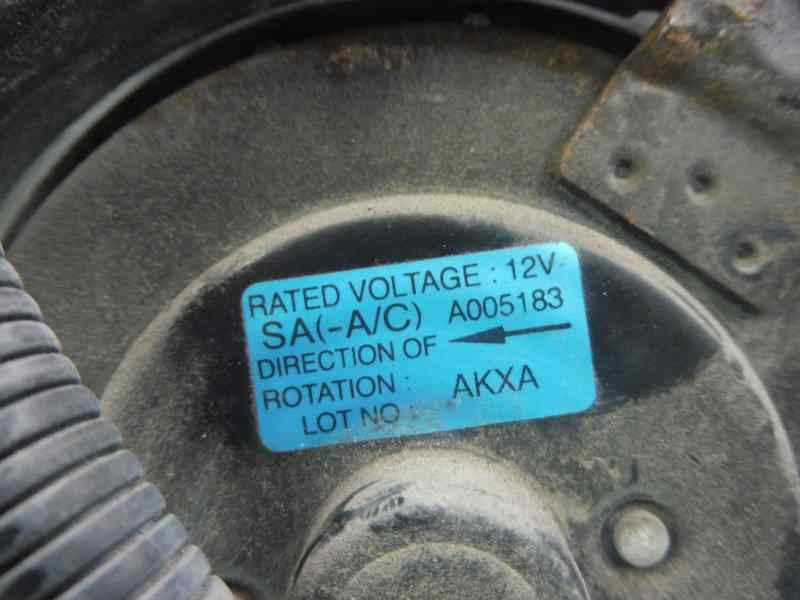 RATED VOLTAGE : 12V
SA(-A/C) A005183
DIRECTION OF
ROTATION : AKXA
LOT NO :